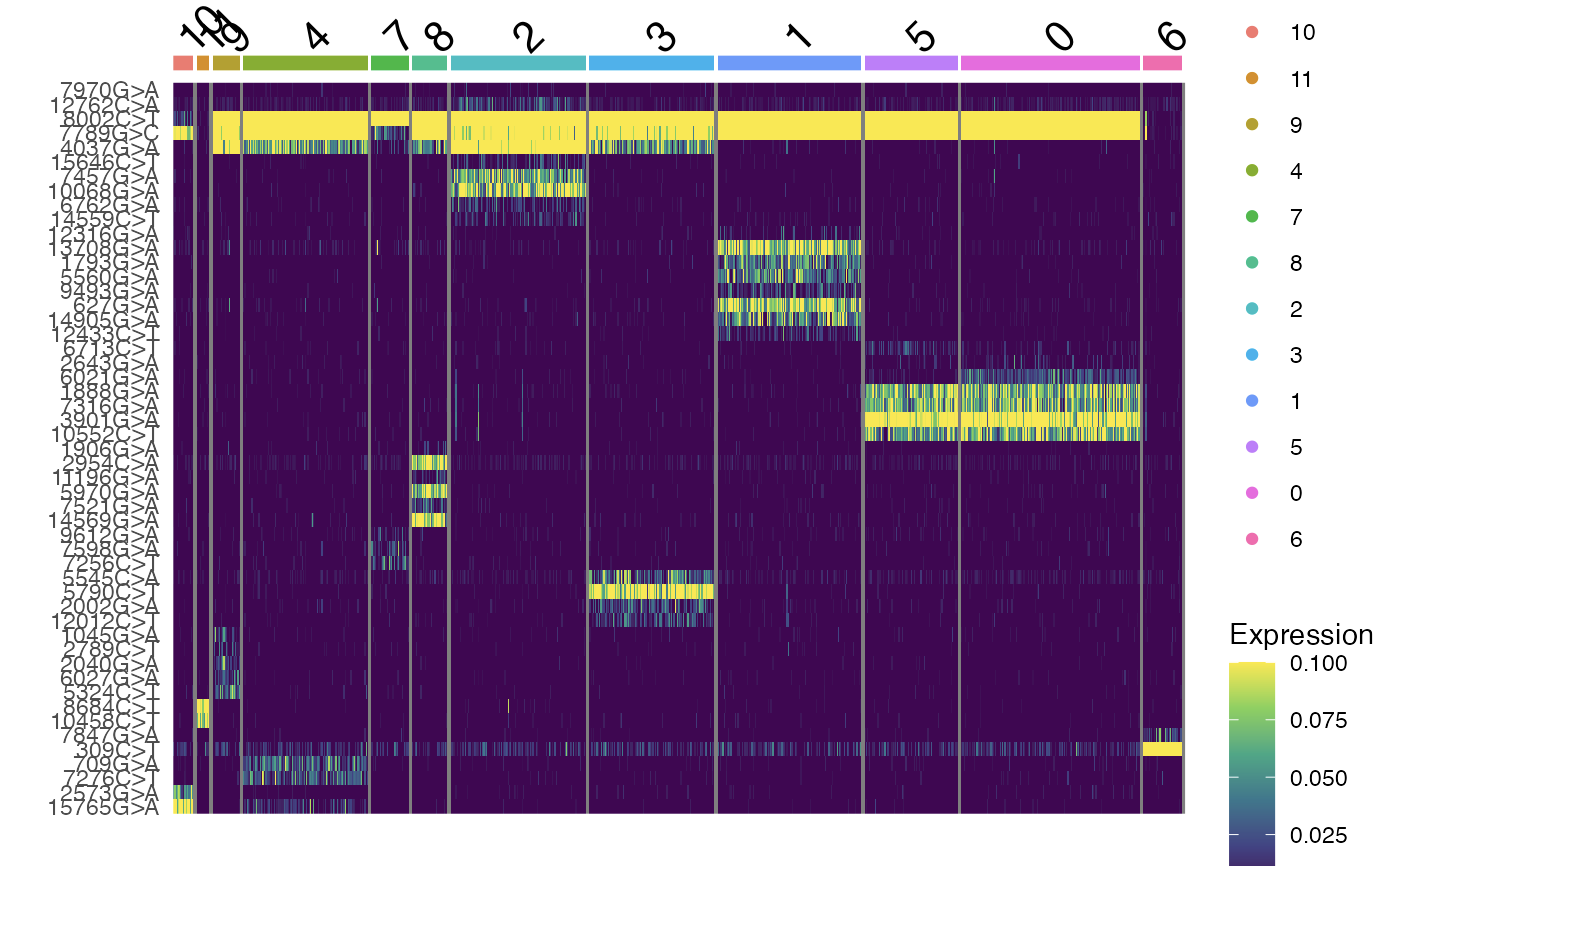 10
11
9
4
7
8
2
3
1
5
0
6
7970G>A
12762C>A
8002C>T
7789G>C
4037G>A
15646C>T
7457G>A
10068G>A
6762G>A
14559C>T
12316G>A
13708G>A
1793G>A
5580G>A
9493G>A
627G>A
14905G>A
12433C>T
6713C>T
2643G>A
6021G>A
1888G>A
7316G>A
3901G>A
10552C>T
1906G>A
2954C>A
11196G>A
5970G>A
7521G>A
14569G>A
9612G>A
7598G>A
7256C>T
5545C>A
5790C>T
2002G>A
12012C>T
1045G>A
2789C>T
2040G>A
6027G>A
5324C>T
8684C>T
10458C>T
7847G>A
309C>T
709G>A
7276C>T
2573G>A
15765G>A
10
11
9
4
7
8
2
3
1
5
0
6
Expression
0.100
0.075
0.050
0.025